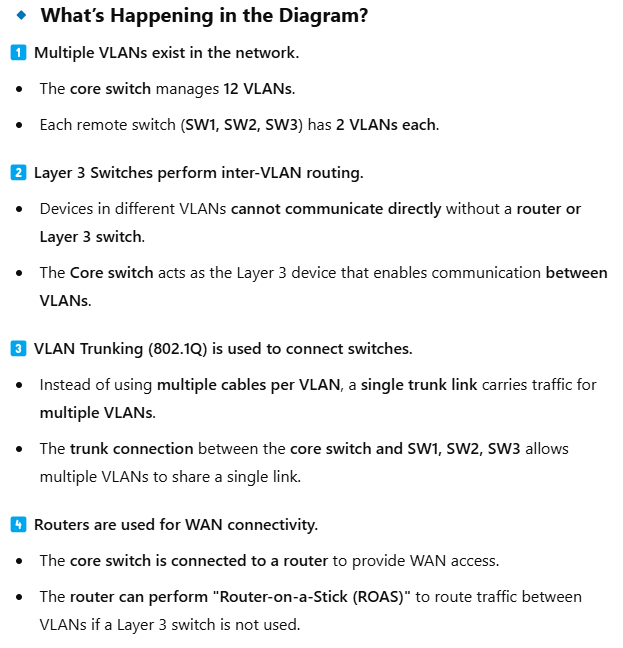 🔹 What's Happening in the Diagram?
1️⃣ Multiple VLANs exist in the network.
• The core switch manages 12 VLANs.
• Each remote switch (SW1, SW2, SW3) has 2 VLANs each.
2️⃣ Layer 3 Switches perform inter-VLAN routing.
• Devices in different VLANs cannot communicate directly without a router or
Layer 3 switch.
• The Core switch acts as the Layer 3 device that enables communication between
VLANs.
3️⃣ VLAN Trunking (802.1Q) is used to connect switches.
• Instead of using multiple cables per VLAN, a single trunk link carries traffic for
multiple VLANs.
• The trunk connection between the core switch and SW1, SW2, SW3 allows
multiple VLANs to share a single link.
4️⃣ Routers are used for WAN connectivity.
• The core switch is connected to a router to provide WAN access.
• The router can perform "Router-on-a-Stick (ROAS)" to route traffic between
VLANs if a Layer 3 switch is not used.